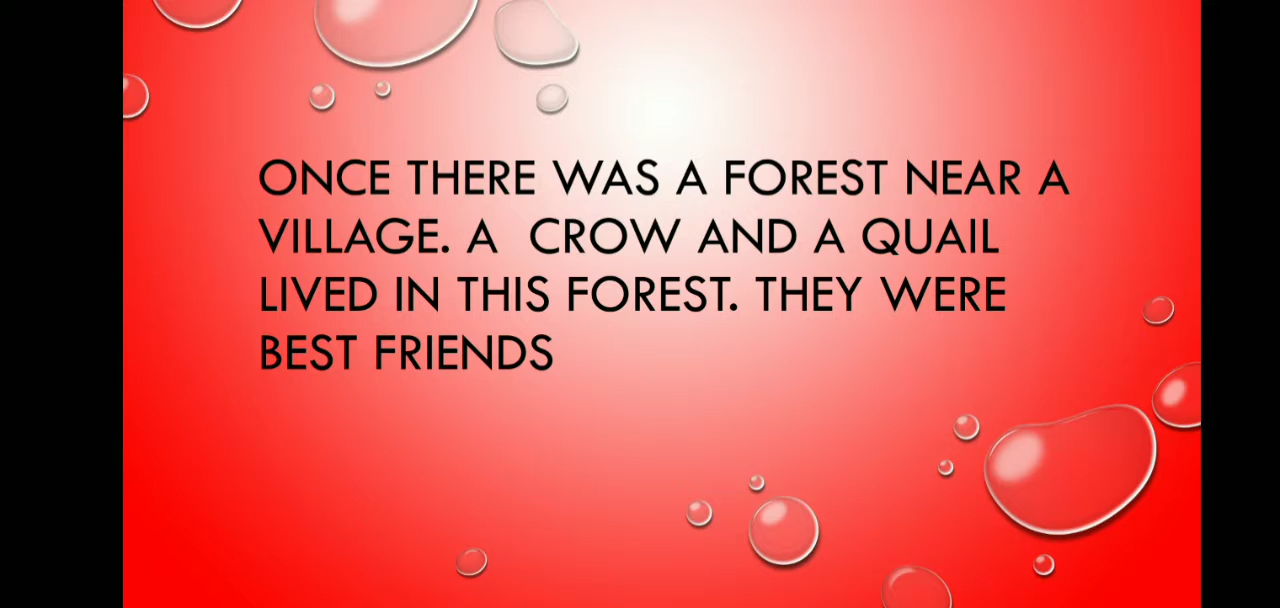 ONCE THERE WAS A FOREST NEAR A
VILLAGE. A  CROW AND A QUAIL
LIVED IN THIS FOREST. THEY WERE
BEST FRIENDS